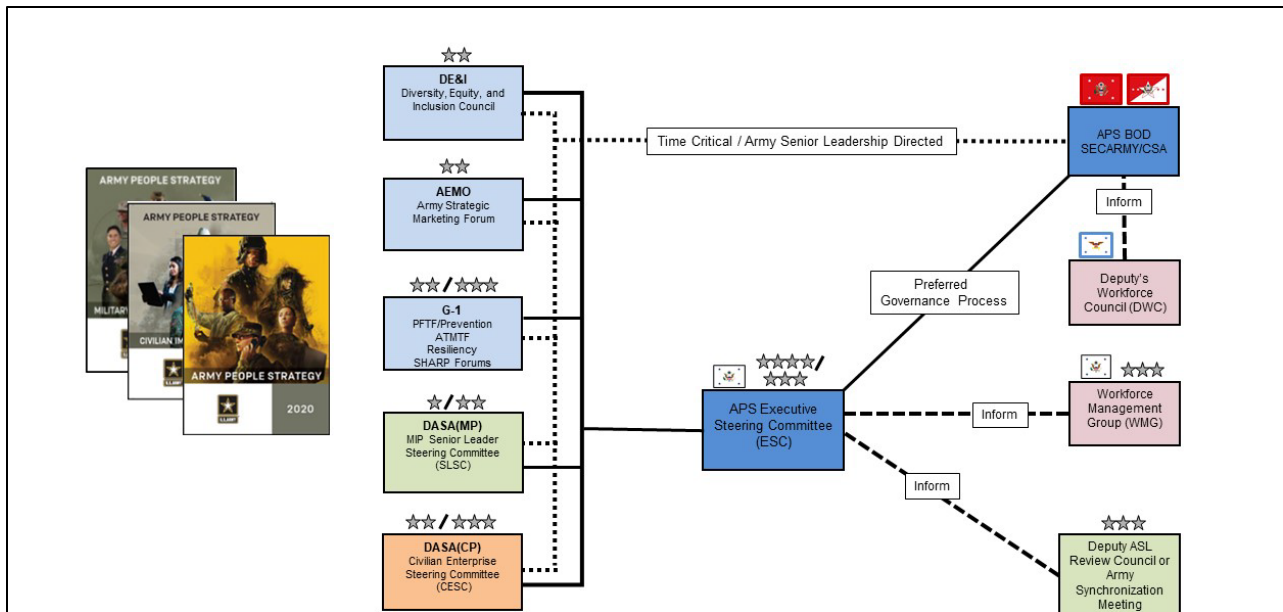 ARMY PEOPLE STRATEGY
MILITARY
ARMY PEOPLE STRATEGY
CIVILIAN IM
ARMY PEOPLE STRATEGY
U.S. ARMY
2020
DE&I
Diversity, Equity, and
Inclusion Council
AEMO
Army Strategic
Marketing Forum
/
G-1
PFTF/Prevention
ATMTF
Resiliency
SHARP Forums
/
DASA(MP)
MIP Senior Leader
Steering Committee
(SLSC)
/
DASA(CP)
Civilian Enterprise
Steering Committee
(CESC)
Time Critical / Army Senior Leadership Directed
Preferred
Governance Process
/
APS Executive
Steering Committee
(ESC)
APS BOD
SECARMY/CSA
Inform
Deputy's
Workforce
Council (DWC)
Inform
Workforce
Management
Group (WMG)
Inform
Deputy ASL
Review Council or
Army
Synchronization
Meeting